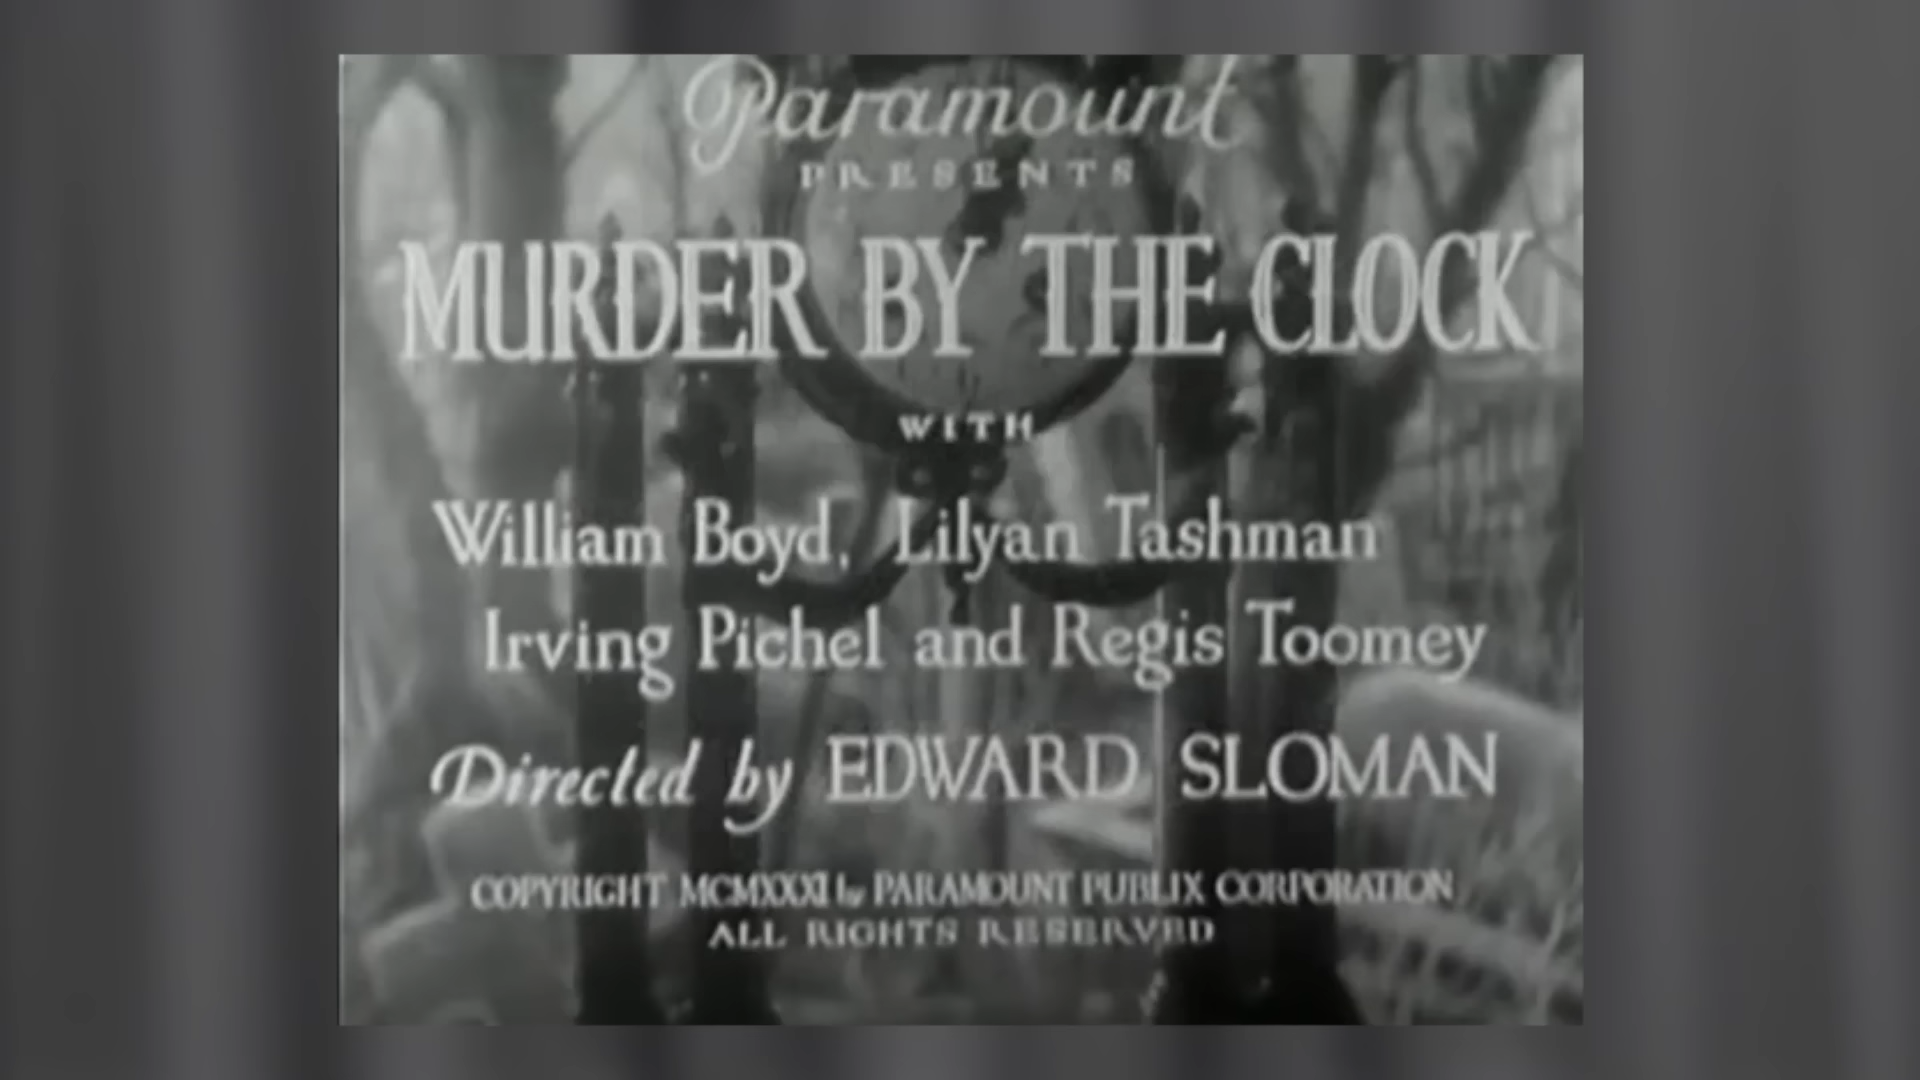 Paramount
PRESENTS
MURDER BY THE CLOCK
WITH
William Boyd, Lilyan Tashman
Irving Pichel and Regis Toomey
Directed by EDWARD SLOMAN
COPYRIGHT MCMXXXI by PARAMOUNT PUBLIX CORPORATION
ALL RIGHTS RESERVED